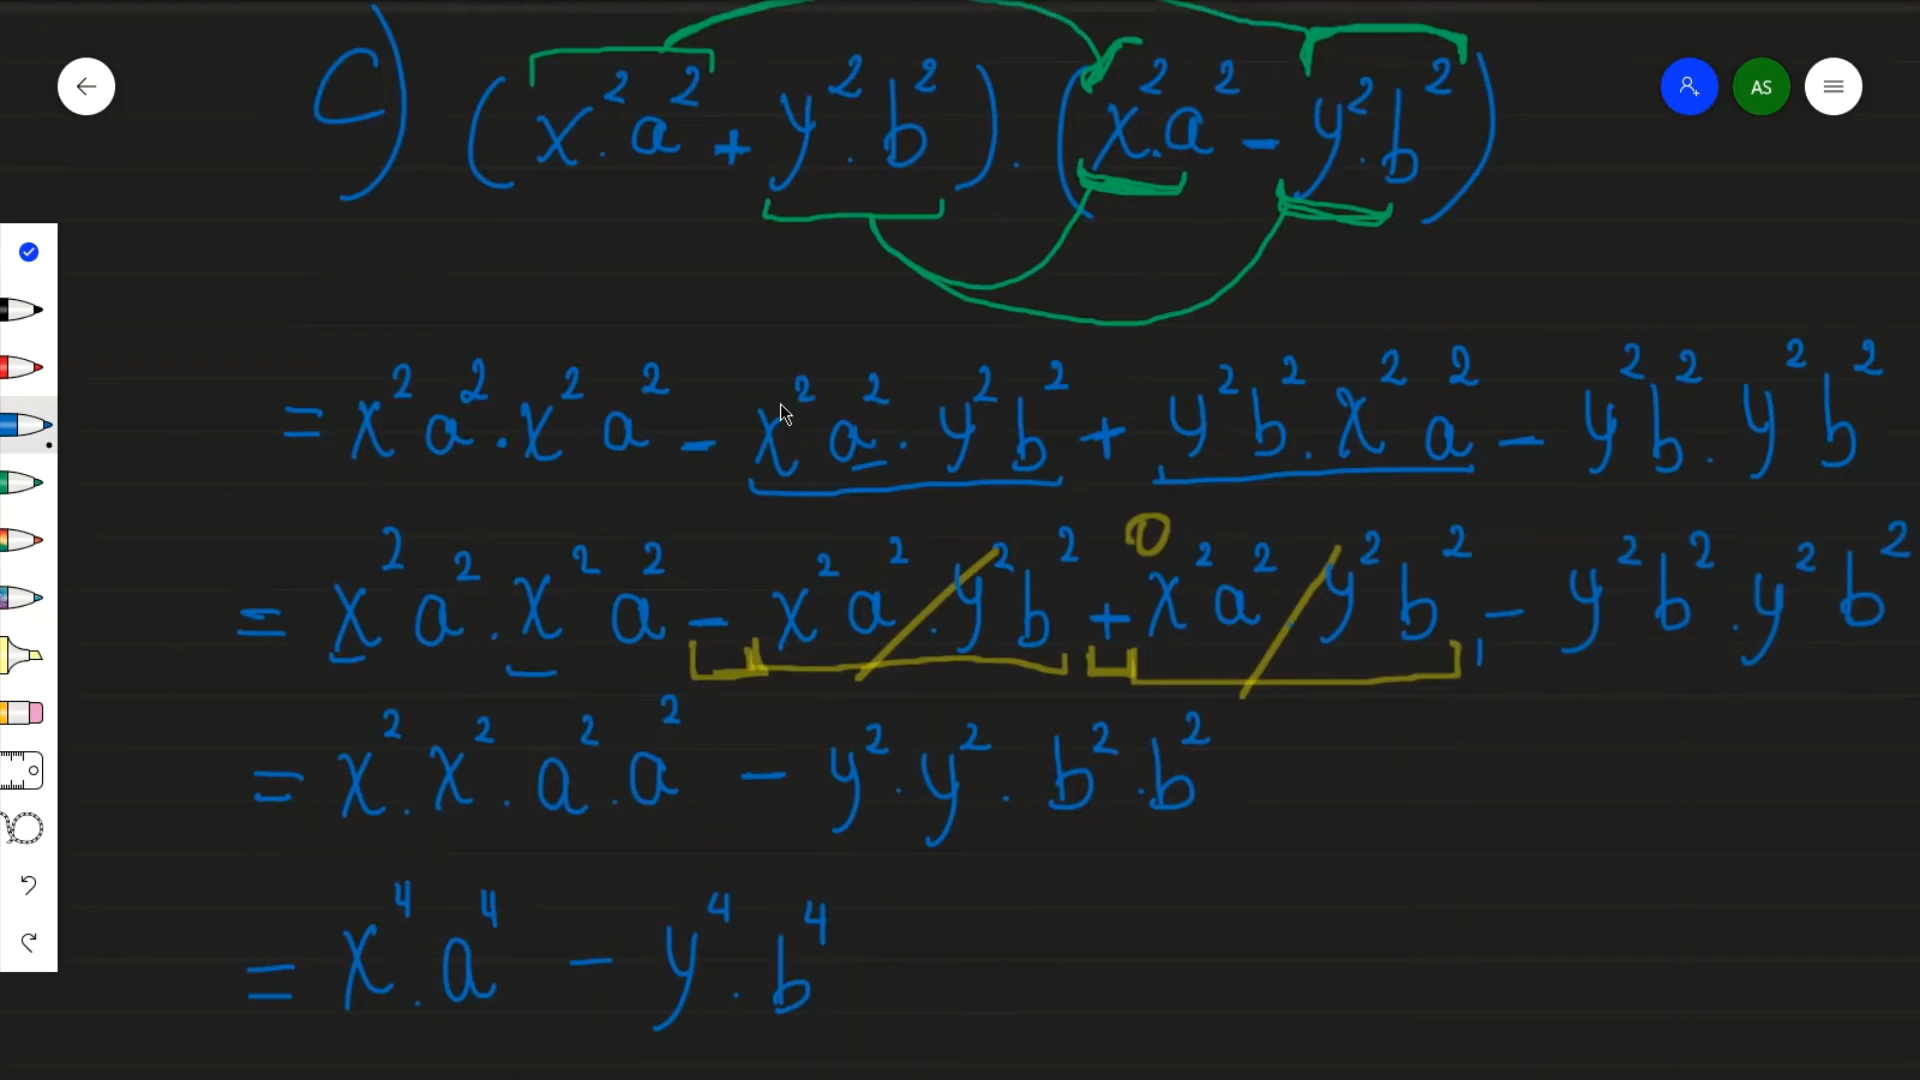 AS
c) (x².a² + y².b²).(x².a² - y².b²)
= x²a².x²a² - x²a².y²b² + y²b².x²a² - y²b².y²b²
0
= x²a².x²a² - x²a².y²b² + x²a².y²b² - y²b².y²b²
= x².x².a².a² - y².y².b².b²
= x⁴.a⁴ - y⁴.b⁴